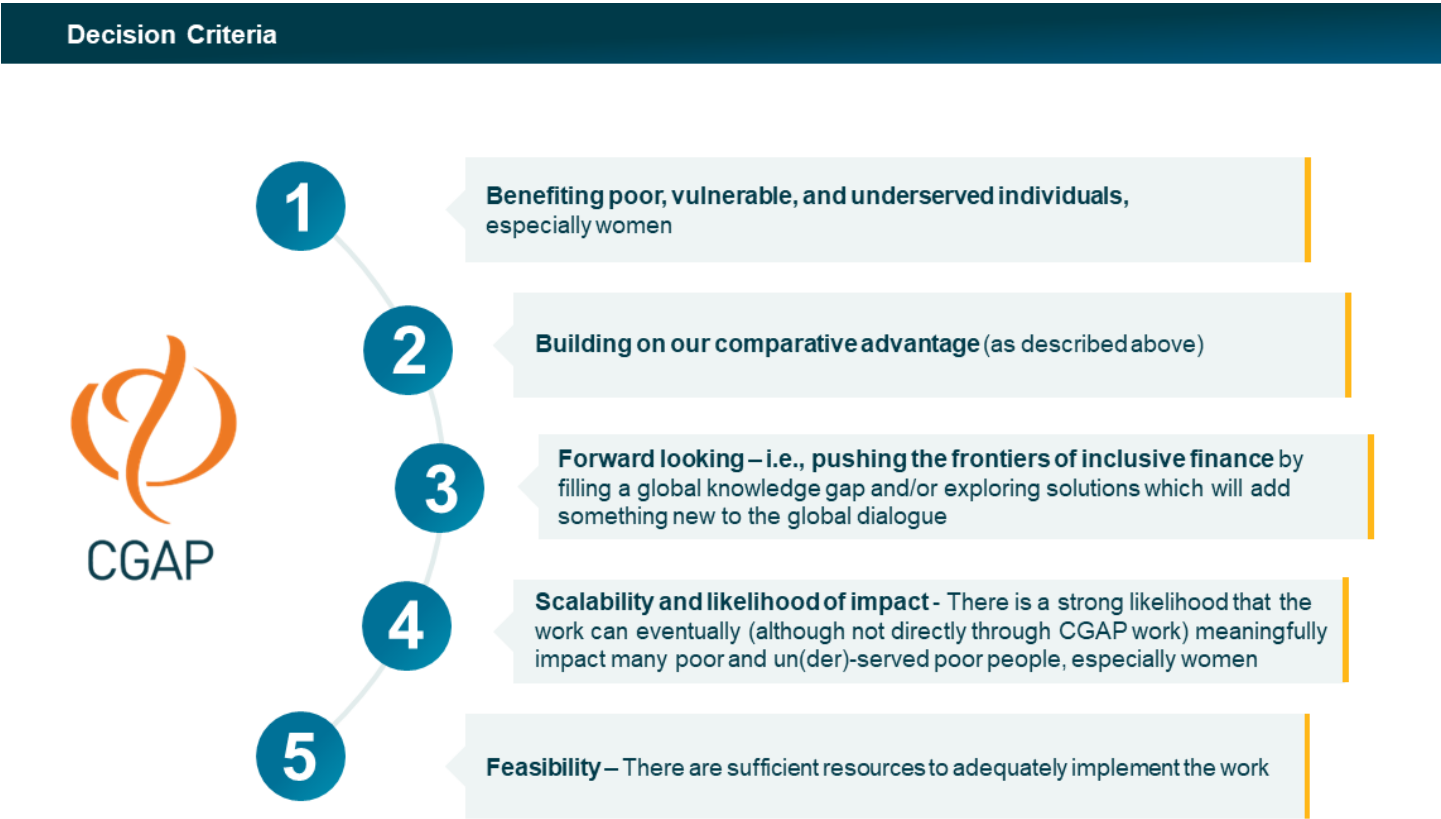 Decision Criteria
1
Benefiting poor, vulnerable, and underserved individuals,
especially women
2
Building on our comparative advantage (as described above)
3
Forward looking – i.e., pushing the frontiers of inclusive finance by
filling a global knowledge gap and/or exploring solutions which will add
something new to the global dialogue
CGAP
4
Scalability and likelihood of impact - There is a strong likelihood that the
work can eventually (although not directly through CGAP work) meaningfully
impact many poor and un(der)-served poor people, especially women
5
Feasibility – There are sufficient resources to adequately implement the work